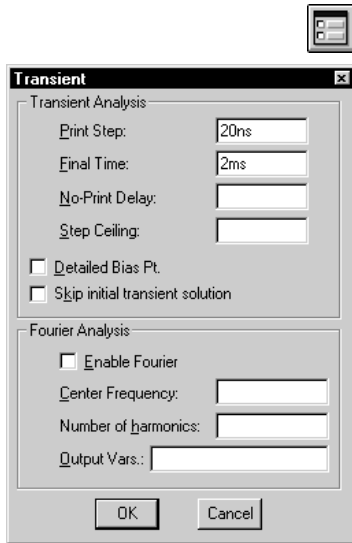 Transient
Transient Analysis
Print Step: 20ns
Final Time: 2ms
No-Print Delay:
Step Ceiling:
Detailed Bias Pt.
Skip initial transient solution
Fourier Analysis
Enable Fourier
Center Frequency:
Number of harmonics:
Output Vars.:
OK Cancel